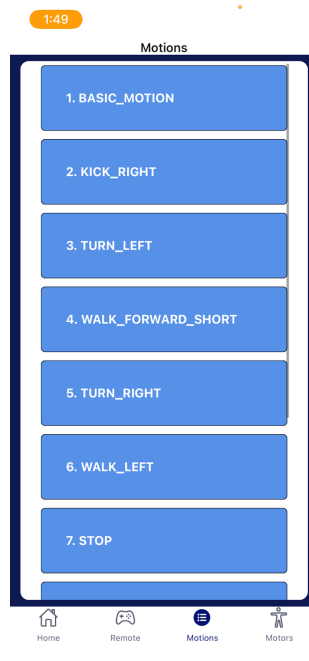 1:49
Motions
1. BASIC_MOTION
2. KICK_RIGHT
3. TURN_LEFT
4. WALK_FORWARD_SHORT
5. TURN_RIGHT
6. WALK_LEFT
7. STOP
Home Remote Motions Motors